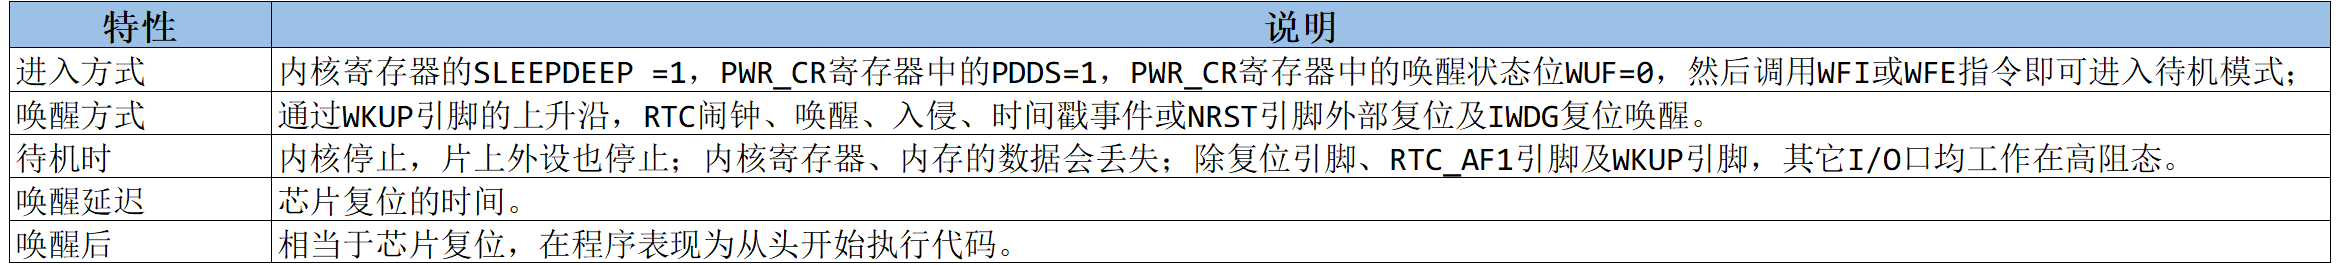 特性 说明
进入方式 内核寄存器的SLEEPDEEP =1，PWR_CR寄存器中的PDDS=1，PWR_CR寄存器中的唤醒状态位WUF=0，然后调用WFI或WFE指令即可进入待机模式；
唤醒方式 通过WKUP引脚的上升沿，RTC闹钟、唤醒、入侵、时间戳事件或NRST引脚外部复位及IWDG复位唤醒。
待机时 内核停止，片上外设也停止；内核寄存器、内存的数据会丢失；除复位引脚、RTC_AF1引脚及WKUP引脚，其它I/O口均工作在高阻态。
唤醒延迟 芯片复位的时间。
唤醒后 相当于芯片复位，在程序表现为从头开始执行代码。